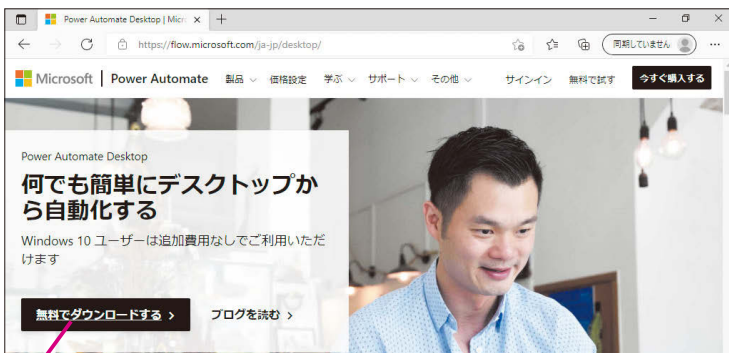 Power Automate Desktop | Micr
https://flow.microsoft.com/ja-jp/desktop/
同期していません
Microsoft | Power Automate 製品 価格設定 学ぶ サポート その他 サインイン 無料で試す 今すぐ購入する
Power Automate Desktop
何でも簡単にデスクトップか
ら自動化する
Windows 10 ユーザーは追加費用なしでご利用いただ
けます
無料でダウンロードする > ブログを読む >